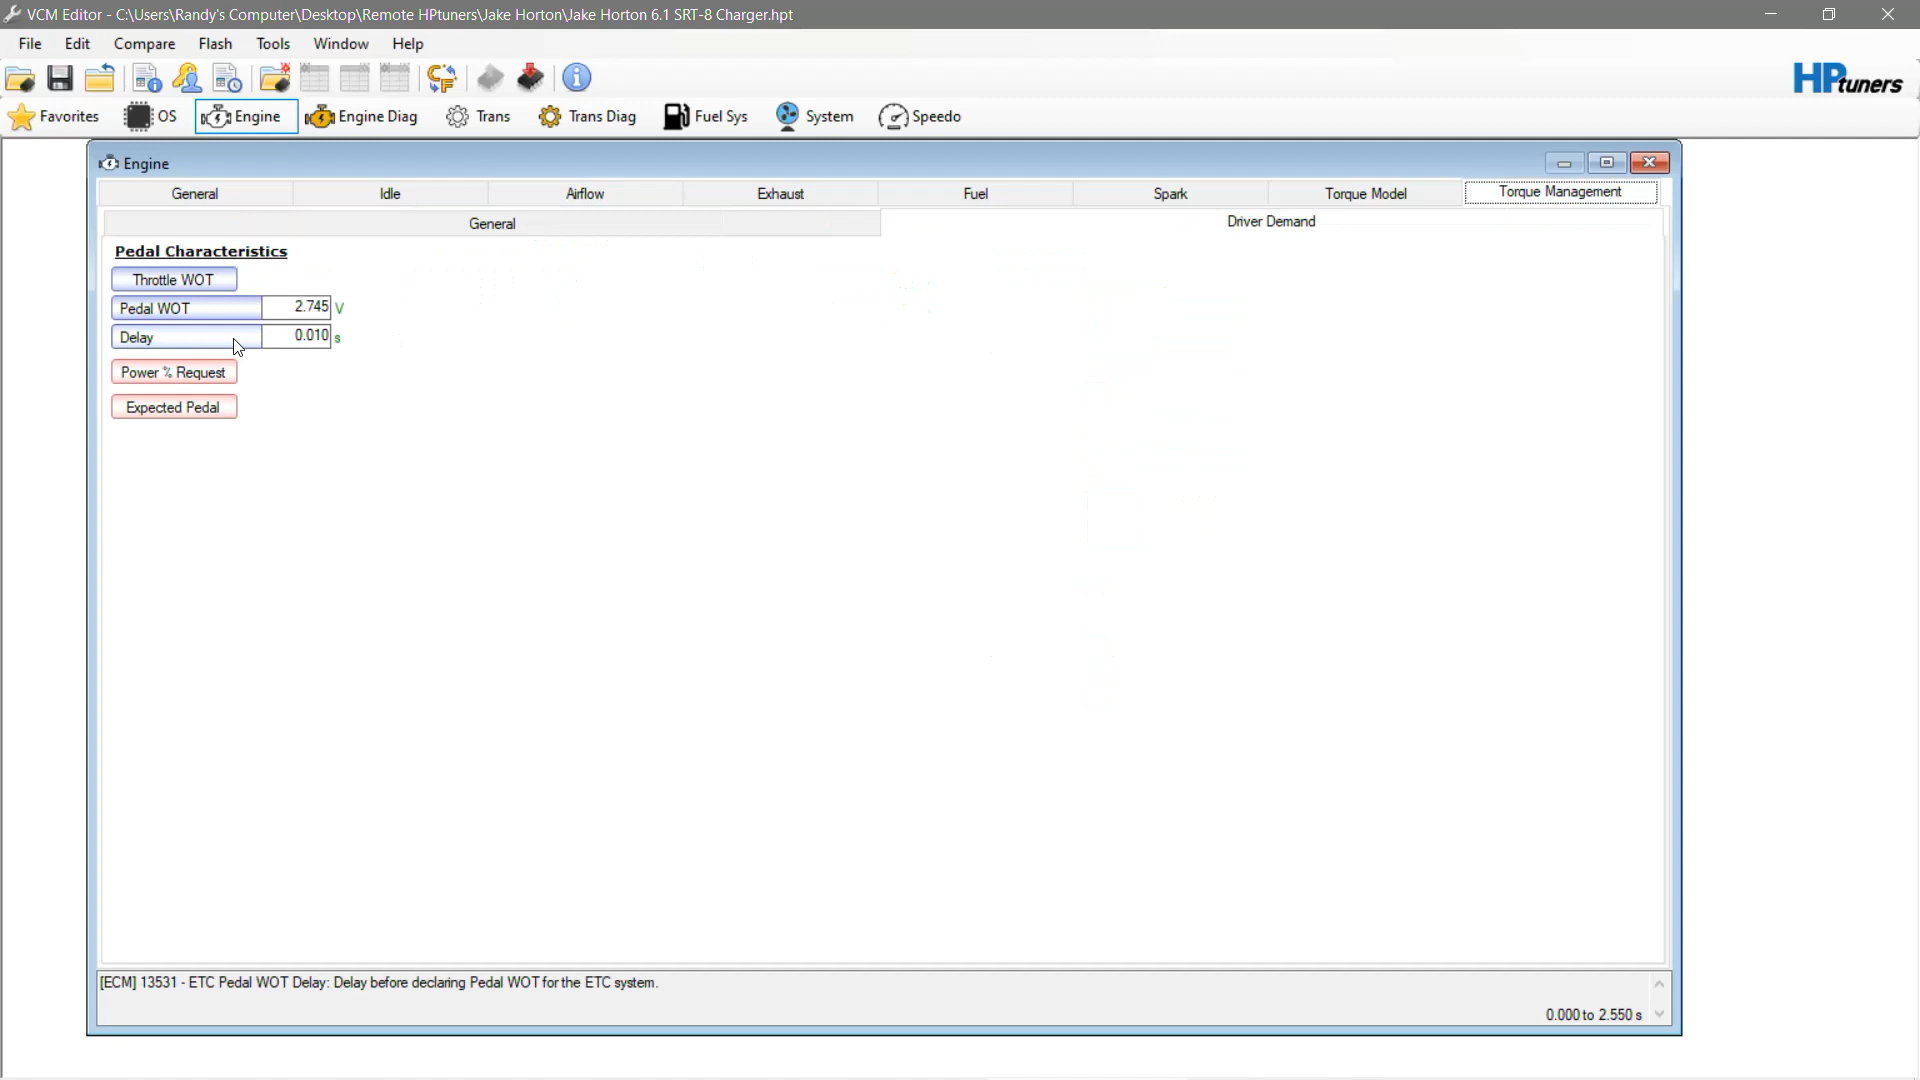 VCM Editor - C:\Users\Randy's Computer\Desktop\Remote HPtuners\Jake Horton\Jake Horton 6.1 SRT-8 Charger.hpt
File Edit Compare Flash Tools Window Help
HPtuners
Favorites OS Engine Engine Diag Trans Trans Diag Fuel Sys System Speedo
Engine
General Idle Airflow Exhaust Fuel Spark Torque Model Torque Management
General Driver Demand
Pedal Characteristics
Throttle WOT
Pedal WOT 2.745 V
Delay 0.010 s
Power % Request
Expected Pedal
[ECM] 13531 - ETC Pedal WOT Delay: Delay before declaring Pedal WOT for the ETC system.
0.000 to 2.550 s